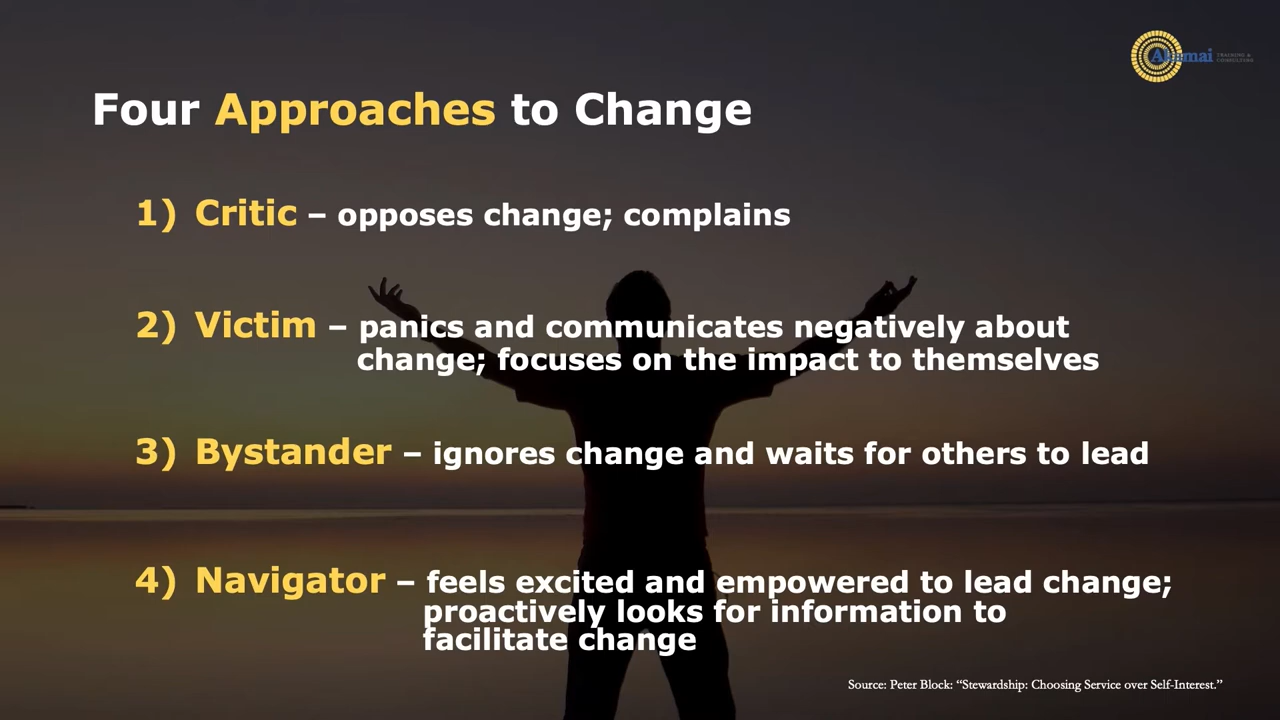 Akamai TRAINING &
CONSULTING
Four Approaches to Change
1) Critic – opposes change; complains
2) Victim – panics and communicates negatively about
change; focuses on the impact to themselves
3) Bystander – ignores change and waits for others to lead
4) Navigator – feels excited and empowered to lead change;
proactively looks for information to
facilitate change
Source: Peter Block: “Stewardship: Choosing Service over Self-Interest.”